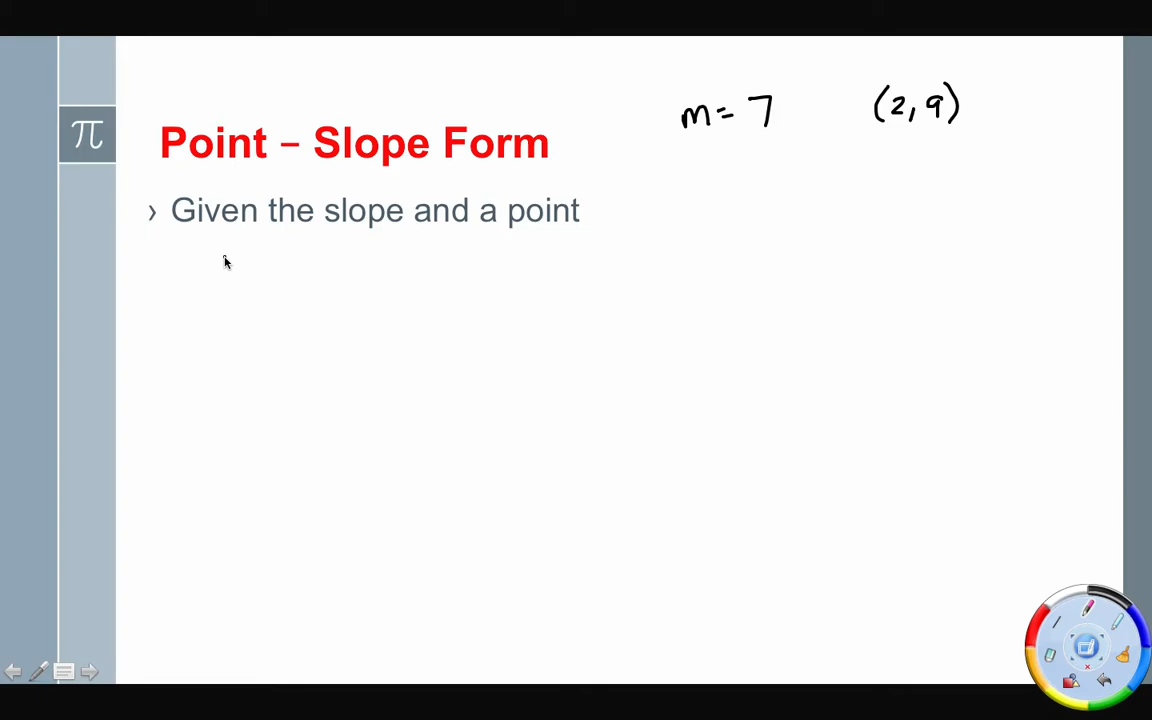 m = 7 (2, 9)
π
Point – Slope Form
› Given the slope and a point